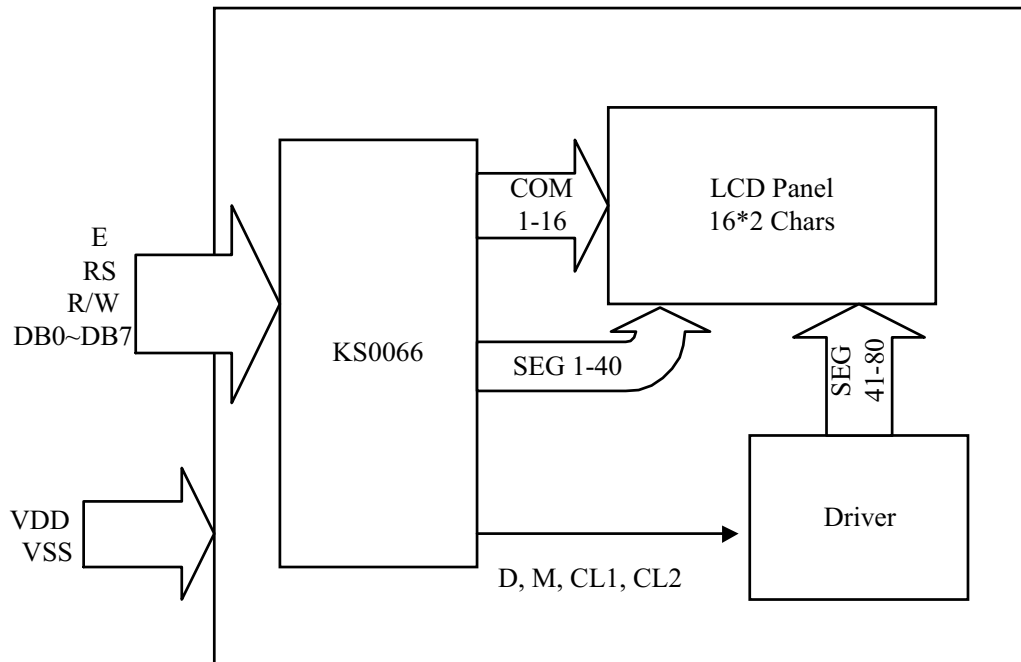 E
RS
R/W
DB0~DB7
VDD
VSS
KS0066
COM
1-16
SEG 1-40
D, M, CL1, CL2
LCD Panel
16*2 Chars
SEG
41-80
Driver